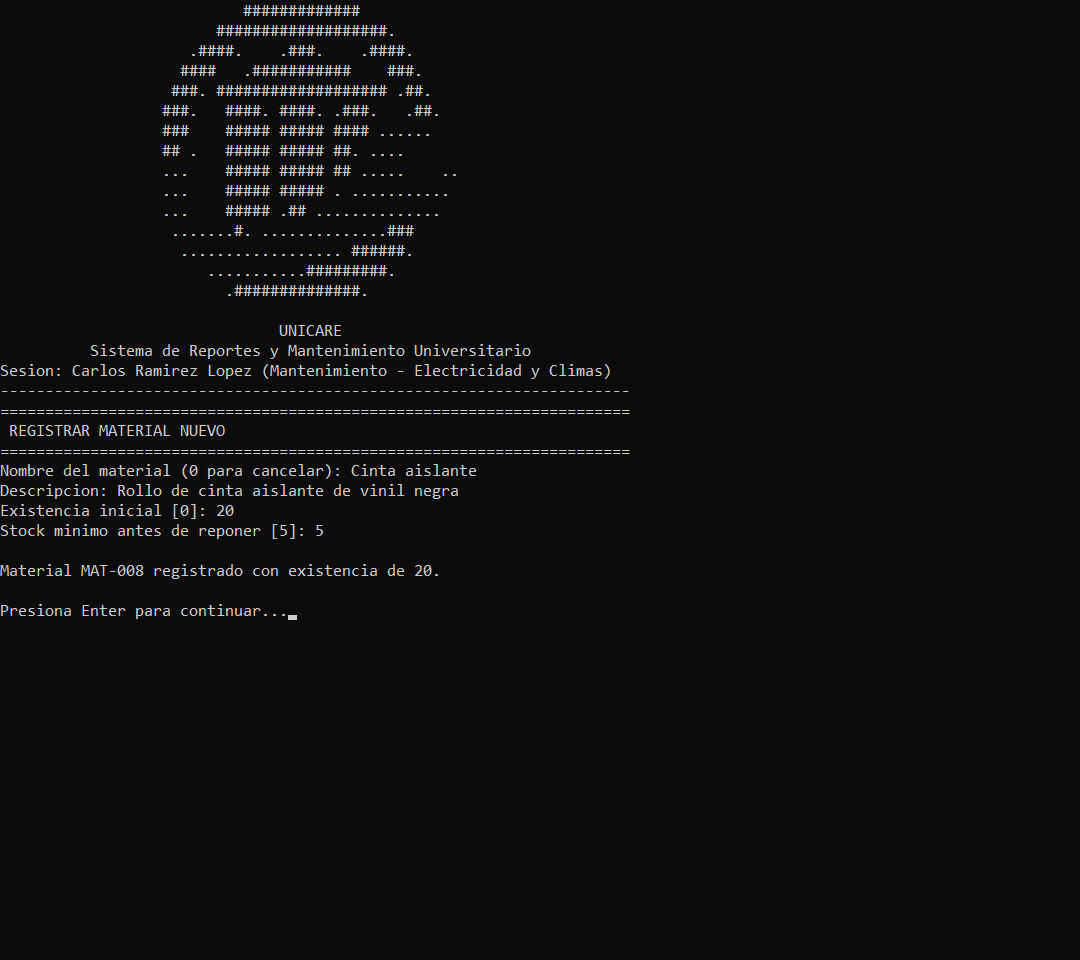 UNICARE
Sistema de Reportes y Mantenimiento Universitario
Sesion: Carlos Ramirez Lopez (Mantenimiento - Electricidad y Climas)
----------------------------------------------------------------------
======================================================================
REGISTRAR MATERIAL NUEVO
======================================================================
Nombre del material (0 para cancelar): Cinta aislante
Descripcion: Rollo de cinta aislante de vinil negra
Existencia inicial [0]: 20
Stock minimo antes de reponer [5]: 5
Material MAT-008 registrado con existencia de 20.
Presiona Enter para continuar...